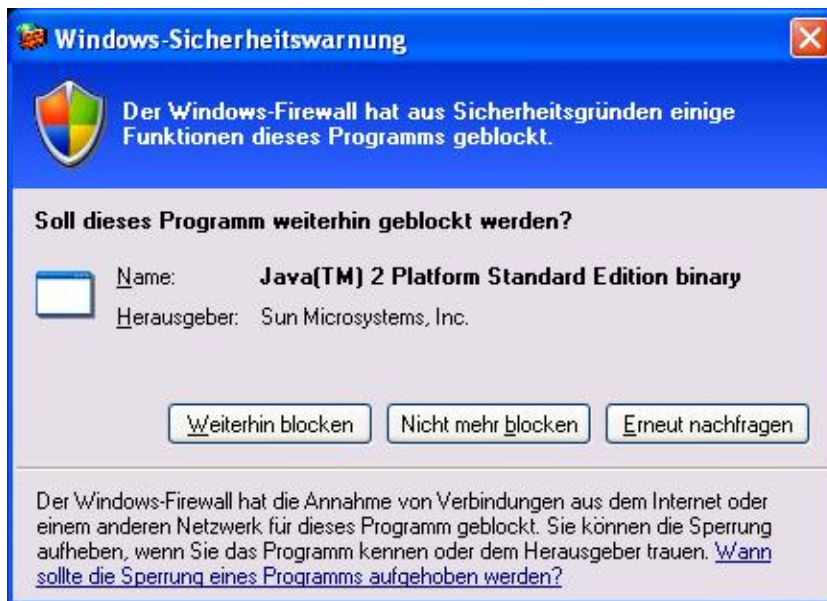 Windows-Sicherheitswarnung
Der Windows-Firewall hat aus Sicherheitsgründen einige
Funktionen dieses Programms geblockt.
Soll dieses Programm weiterhin geblockt werden?
Name: Java(TM) 2 Platform Standard Edition binary
Herausgeber: Sun Microsystems, Inc.
Weiterhin blocken Nicht mehr blocken Erneut nachfragen
Der Windows-Firewall hat die Annahme von Verbindungen aus dem Internet oder
einem anderen Netzwerk für dieses Programm geblockt. Sie können die Sperrung
aufheben, wenn Sie das Programm kennen oder dem Herausgeber trauen. Wann
sollte die Sperrung eines Programms aufgehoben werden?